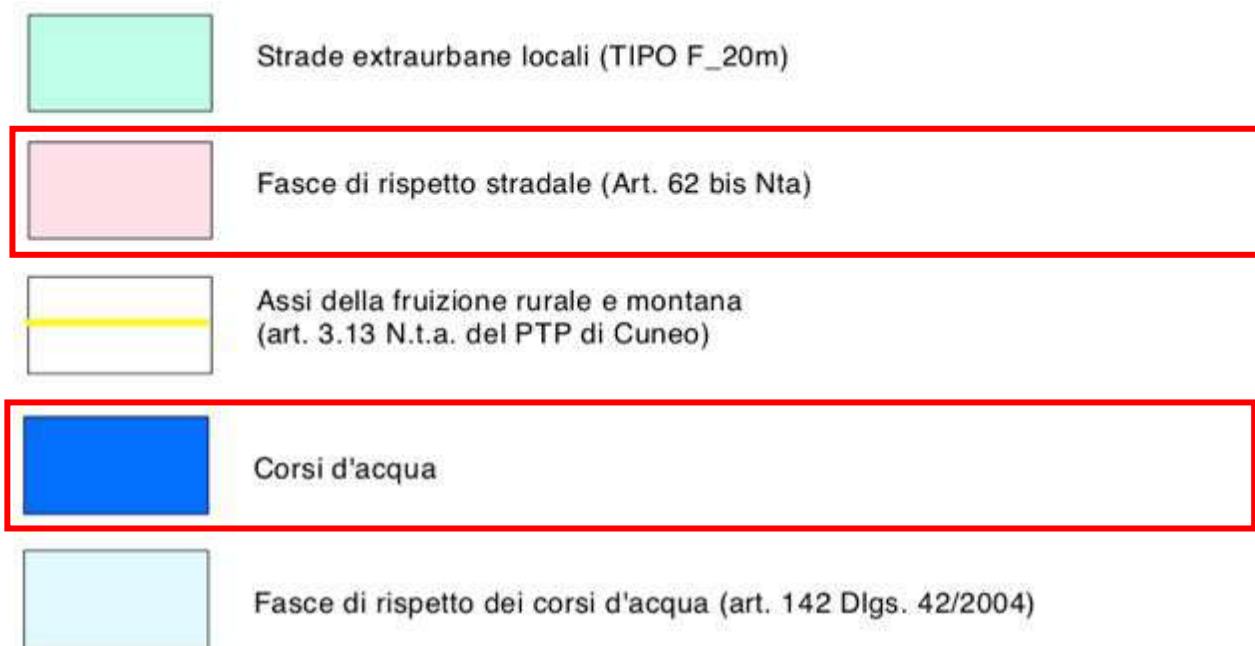 Strade extraurbane locali (TIPO F_20m)
Fasce di rispetto stradale (Art. 62 bis Nta)
Assi della fruizione rurale e montana
(art. 3.13 N.t.a. del PTP di Cuneo)
Corsi d'acqua
Fasce di rispetto dei corsi d'acqua (art. 142 Dlgs. 42/2004)